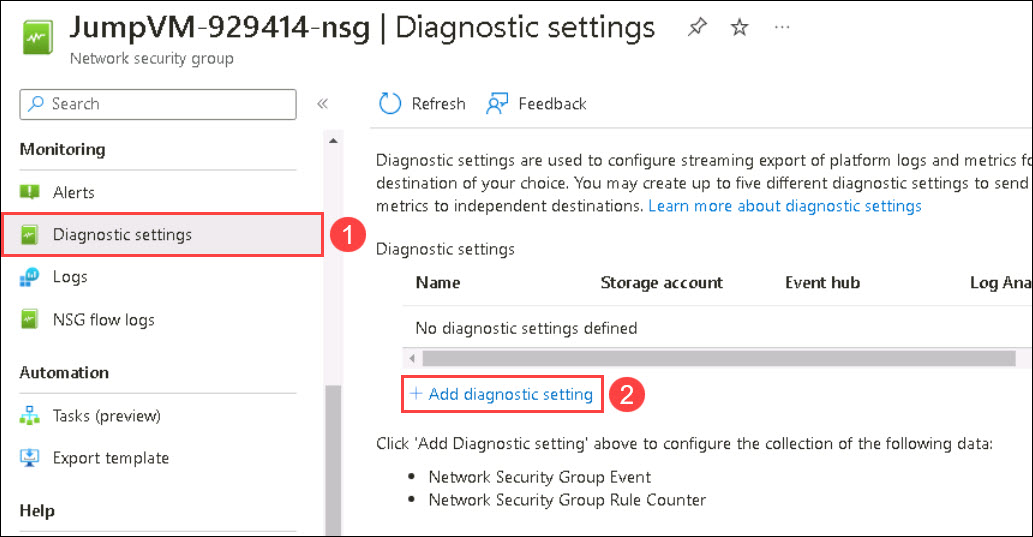 JumpVM-929414-nsg | Diagnostic settings
Network security group
Search
Refresh
Feedback
Monitoring
Alerts
Diagnostic settings
1
Logs
NSG flow logs
Automation
Tasks (preview)
Export template
Help
Diagnostic settings are used to configure streaming export of platform logs and metrics fo
destination of your choice. You may create up to five different diagnostic settings to send
metrics to independent destinations. Learn more about diagnostic settings
Diagnostic settings
Name Storage account Event hub Log Ana
No diagnostic settings defined
+ Add diagnostic setting
2
Click 'Add Diagnostic setting' above to configure the collection of the following data:
• Network Security Group Event
• Network Security Group Rule Counter